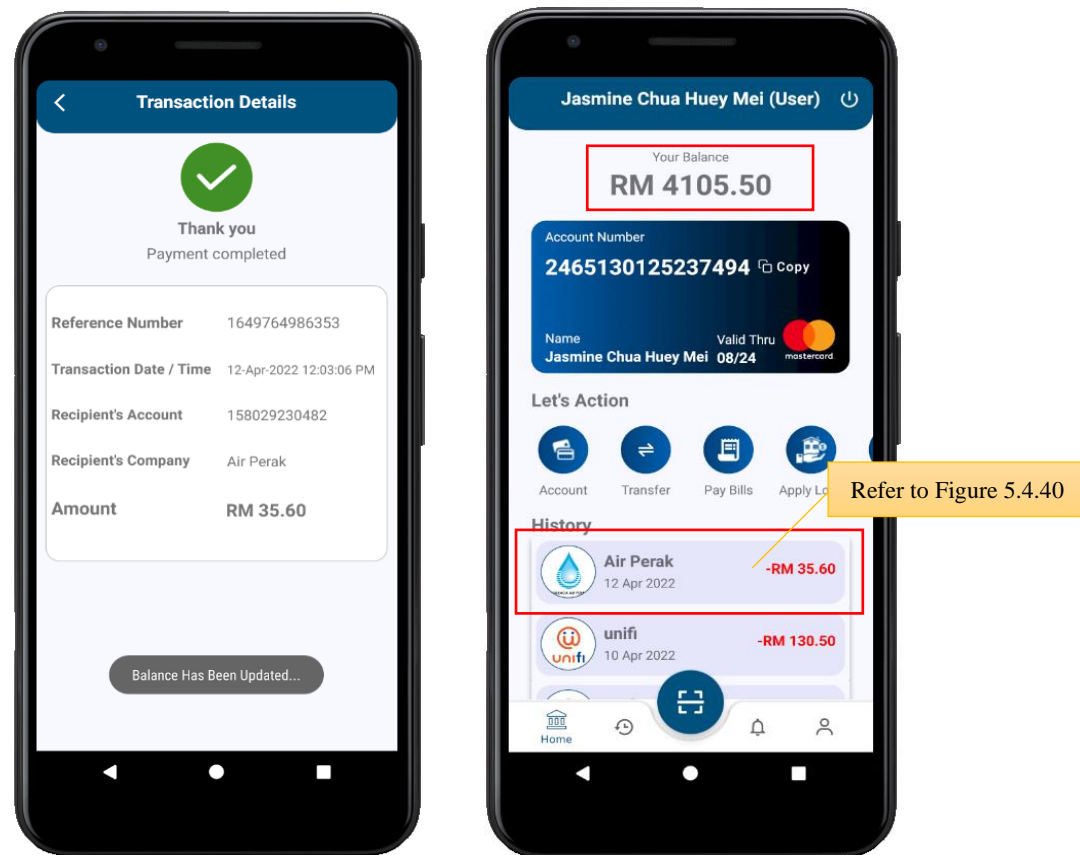 Transaction Details
Thank you
Payment completed
Reference Number 1649764986353
Transaction Date / Time 12-Apr-2022 12:03:06 PM
Recipient's Account 158029230482
Recipient's Company Air Perak
Amount RM 35.60
Balance Has Been Updated...
Jasmine Chua Huey Mei (User)
Your Balance
RM 4105.50
Account Number
2465130125237494 Copy
Name Valid Thru
Jasmine Chua Huey Mei 08/24 mastercard.
Let's Action
Account Transfer Pay Bills Apply Lo
Refer to Figure 5.4.40
History
Air Perak
12 Apr 2022 -RM 35.60
unifi
unifi
10 Apr 2022 -RM 130.50
Home